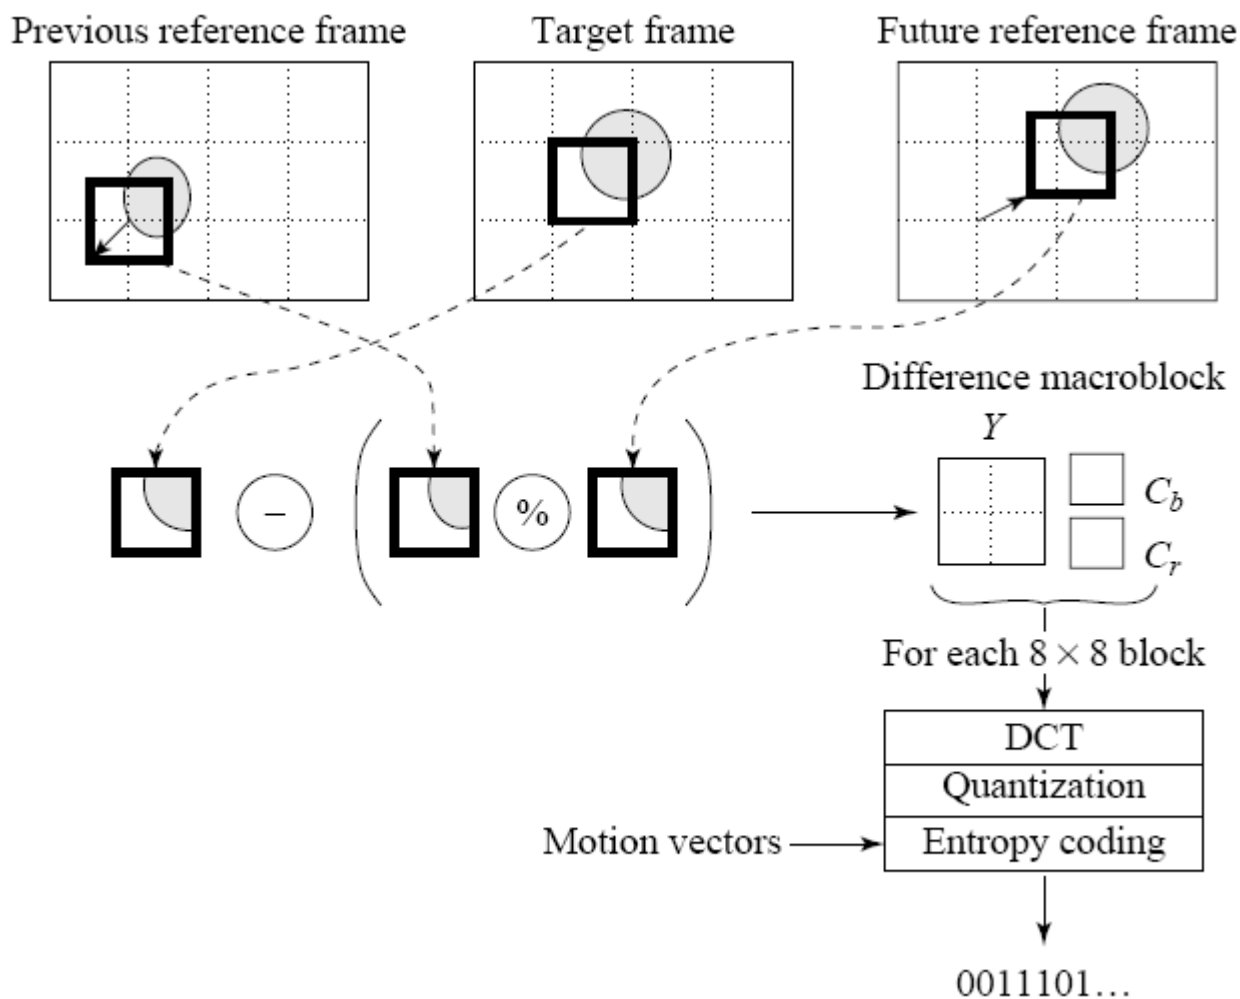 Previous reference frame
Target frame
Future reference frame
Difference macroblock
Y
–
%
C_b
C_r
For each 8 × 8 block
DCT
Quantization
Motion vectors
Entropy coding
0011101…